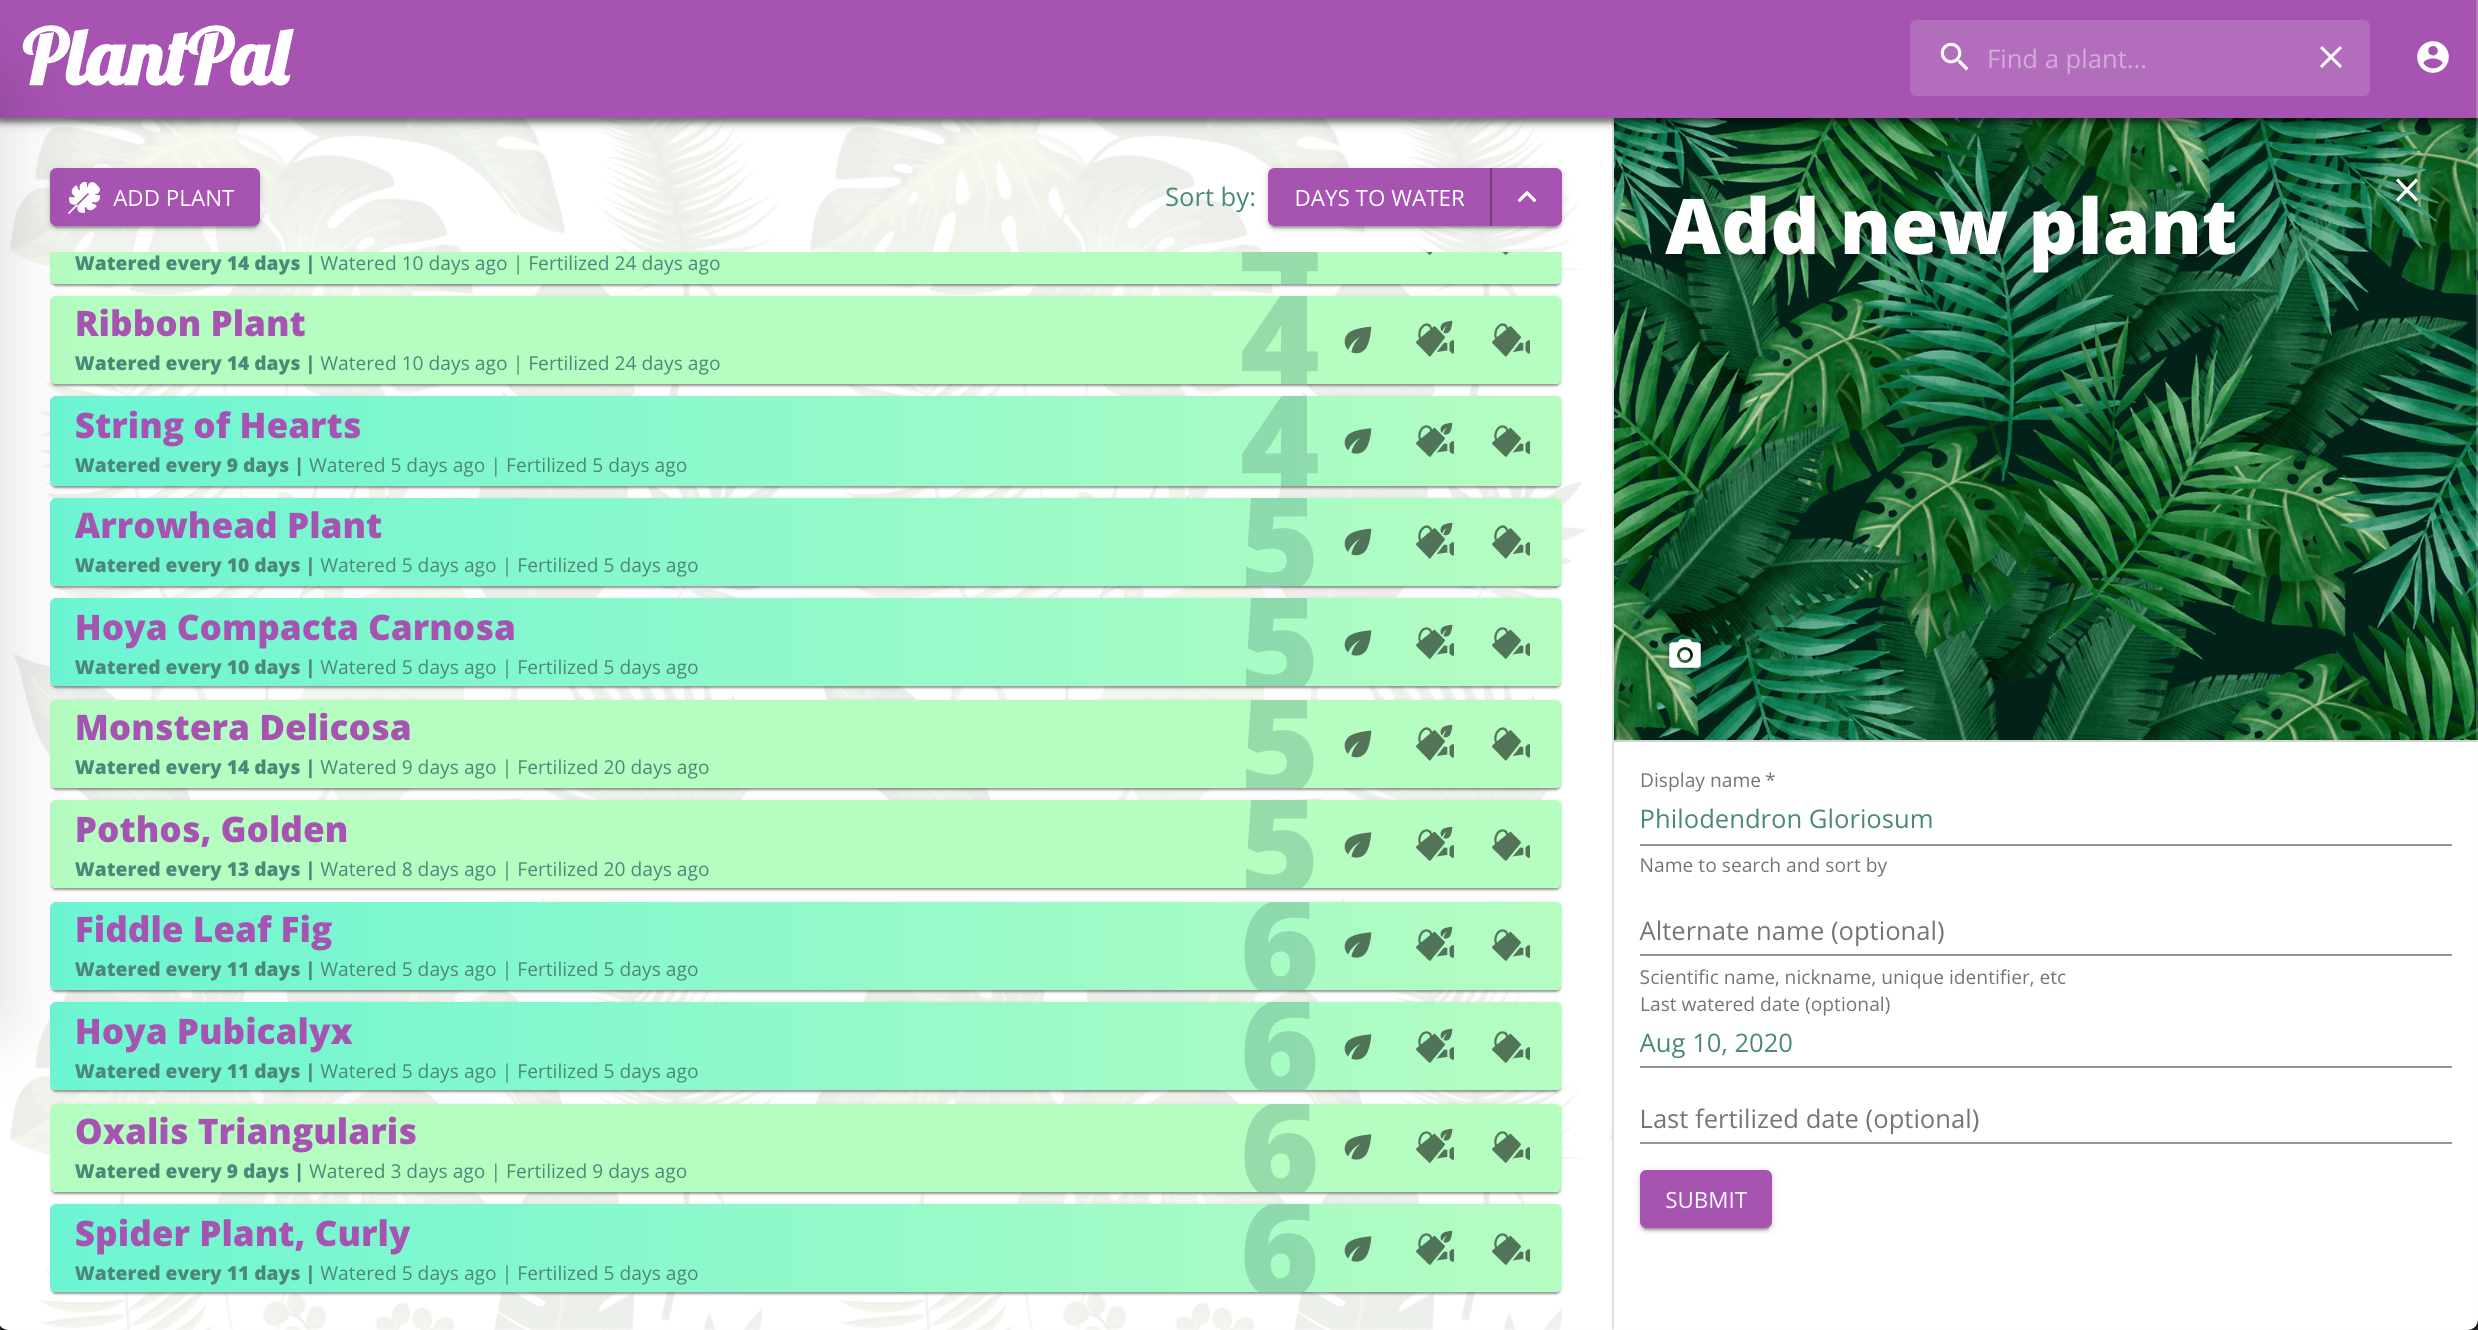 PlantPal
Find a plant...
ADD PLANT
Sort by:
DAYS TO WATER
Watered every 14 days | Watered 10 days ago | Fertilized 24 days ago
4
Ribbon Plant
Watered every 14 days | Watered 10 days ago | Fertilized 24 days ago
4
String of Hearts
Watered every 9 days | Watered 5 days ago | Fertilized 5 days ago
4
Arrowhead Plant
Watered every 10 days | Watered 5 days ago | Fertilized 5 days ago
5
Hoya Compacta Carnosa
Watered every 10 days | Watered 5 days ago | Fertilized 5 days ago
5
Monstera Delicosa
Watered every 14 days | Watered 9 days ago | Fertilized 20 days ago
5
Pothos, Golden
Watered every 13 days | Watered 8 days ago | Fertilized 20 days ago
5
Fiddle Leaf Fig
Watered every 11 days | Watered 5 days ago | Fertilized 5 days ago
6
Hoya Pubicalyx
Watered every 11 days | Watered 5 days ago | Fertilized 5 days ago
6
Oxalis Triangularis
Watered every 9 days | Watered 3 days ago | Fertilized 9 days ago
6
Spider Plant, Curly
Watered every 11 days | Watered 5 days ago | Fertilized 5 days ago
6
Add new plant
Display name *
Philodendron Gloriosum
Name to search and sort by
Alternate name (optional)
Scientific name, nickname, unique identifier, etc
Last watered date (optional)
Aug 10, 2020
Last fertilized date (optional)
SUBMIT